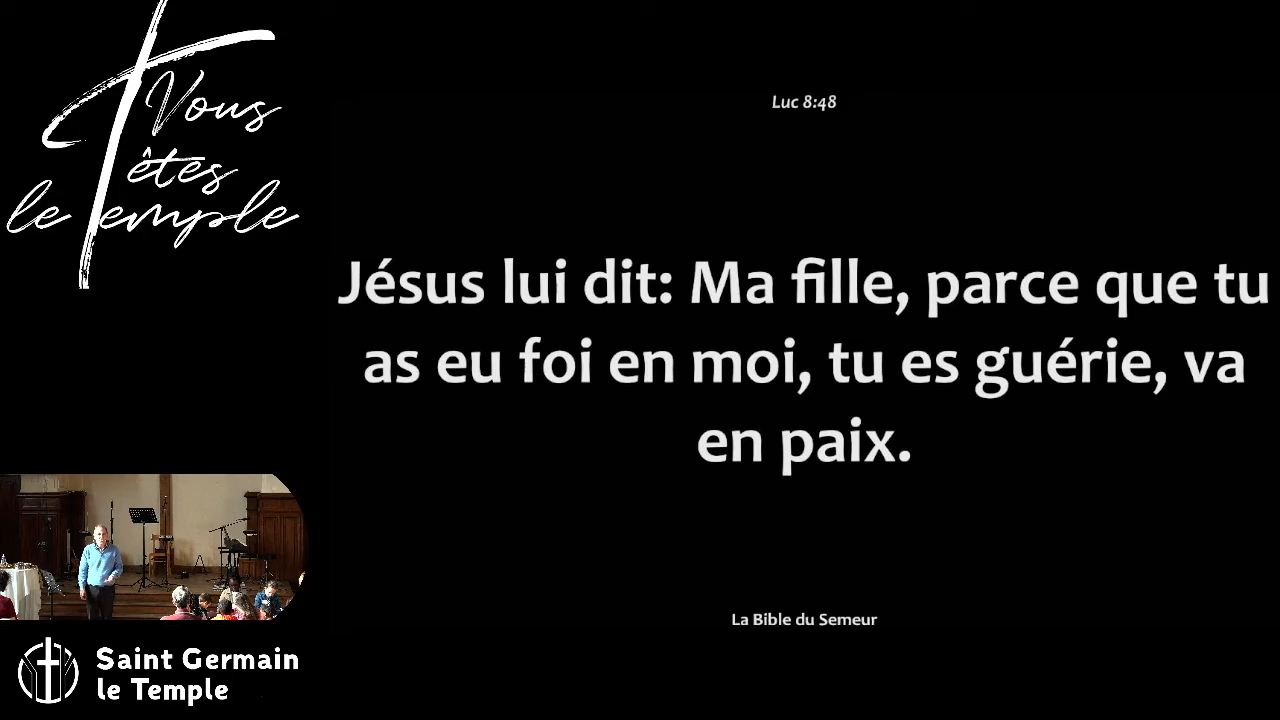 Vous
êtes
le Temple
Luc 8:48
Jésus lui dit: Ma fille, parce que tu
as eu foi en moi, tu es guérie, va
en paix.
La Bible du Semeur
Saint Germain
le Temple